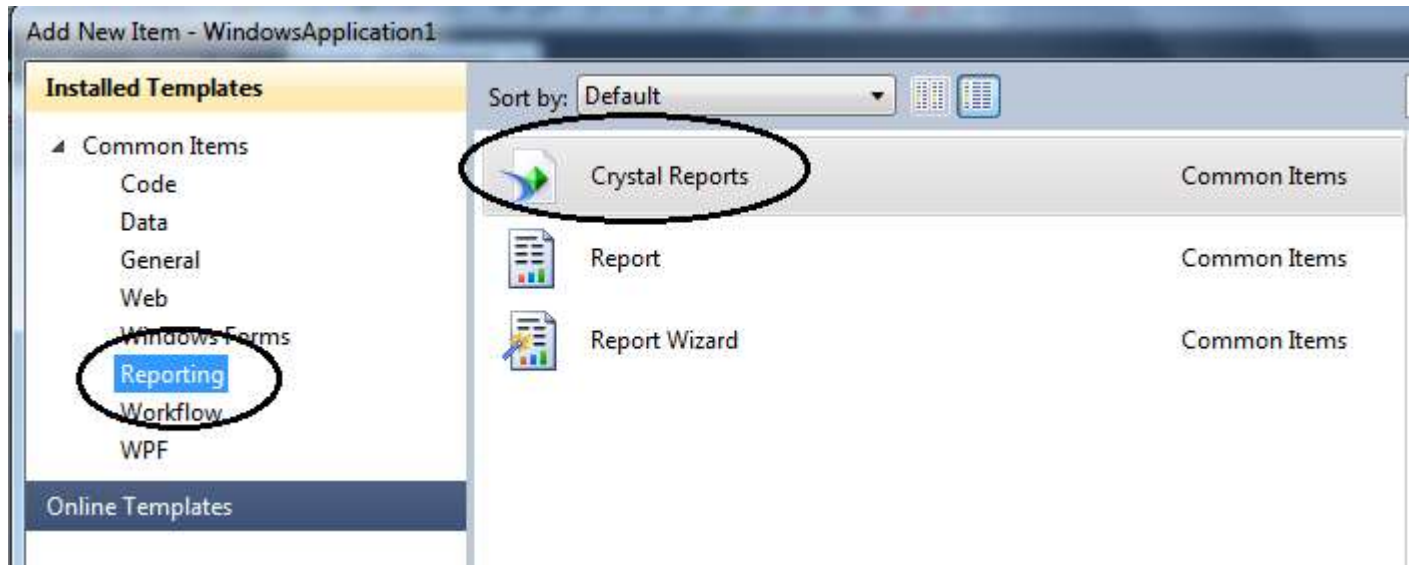 Add New Item - WindowsApplication1
Installed Templates
Common Items
Code
Data
General
Web
Windows Forms
Reporting
Workflow
WPF
Online Templates
Sort by: Default
Crystal Reports Common Items
Report Common Items
Report Wizard Common Items